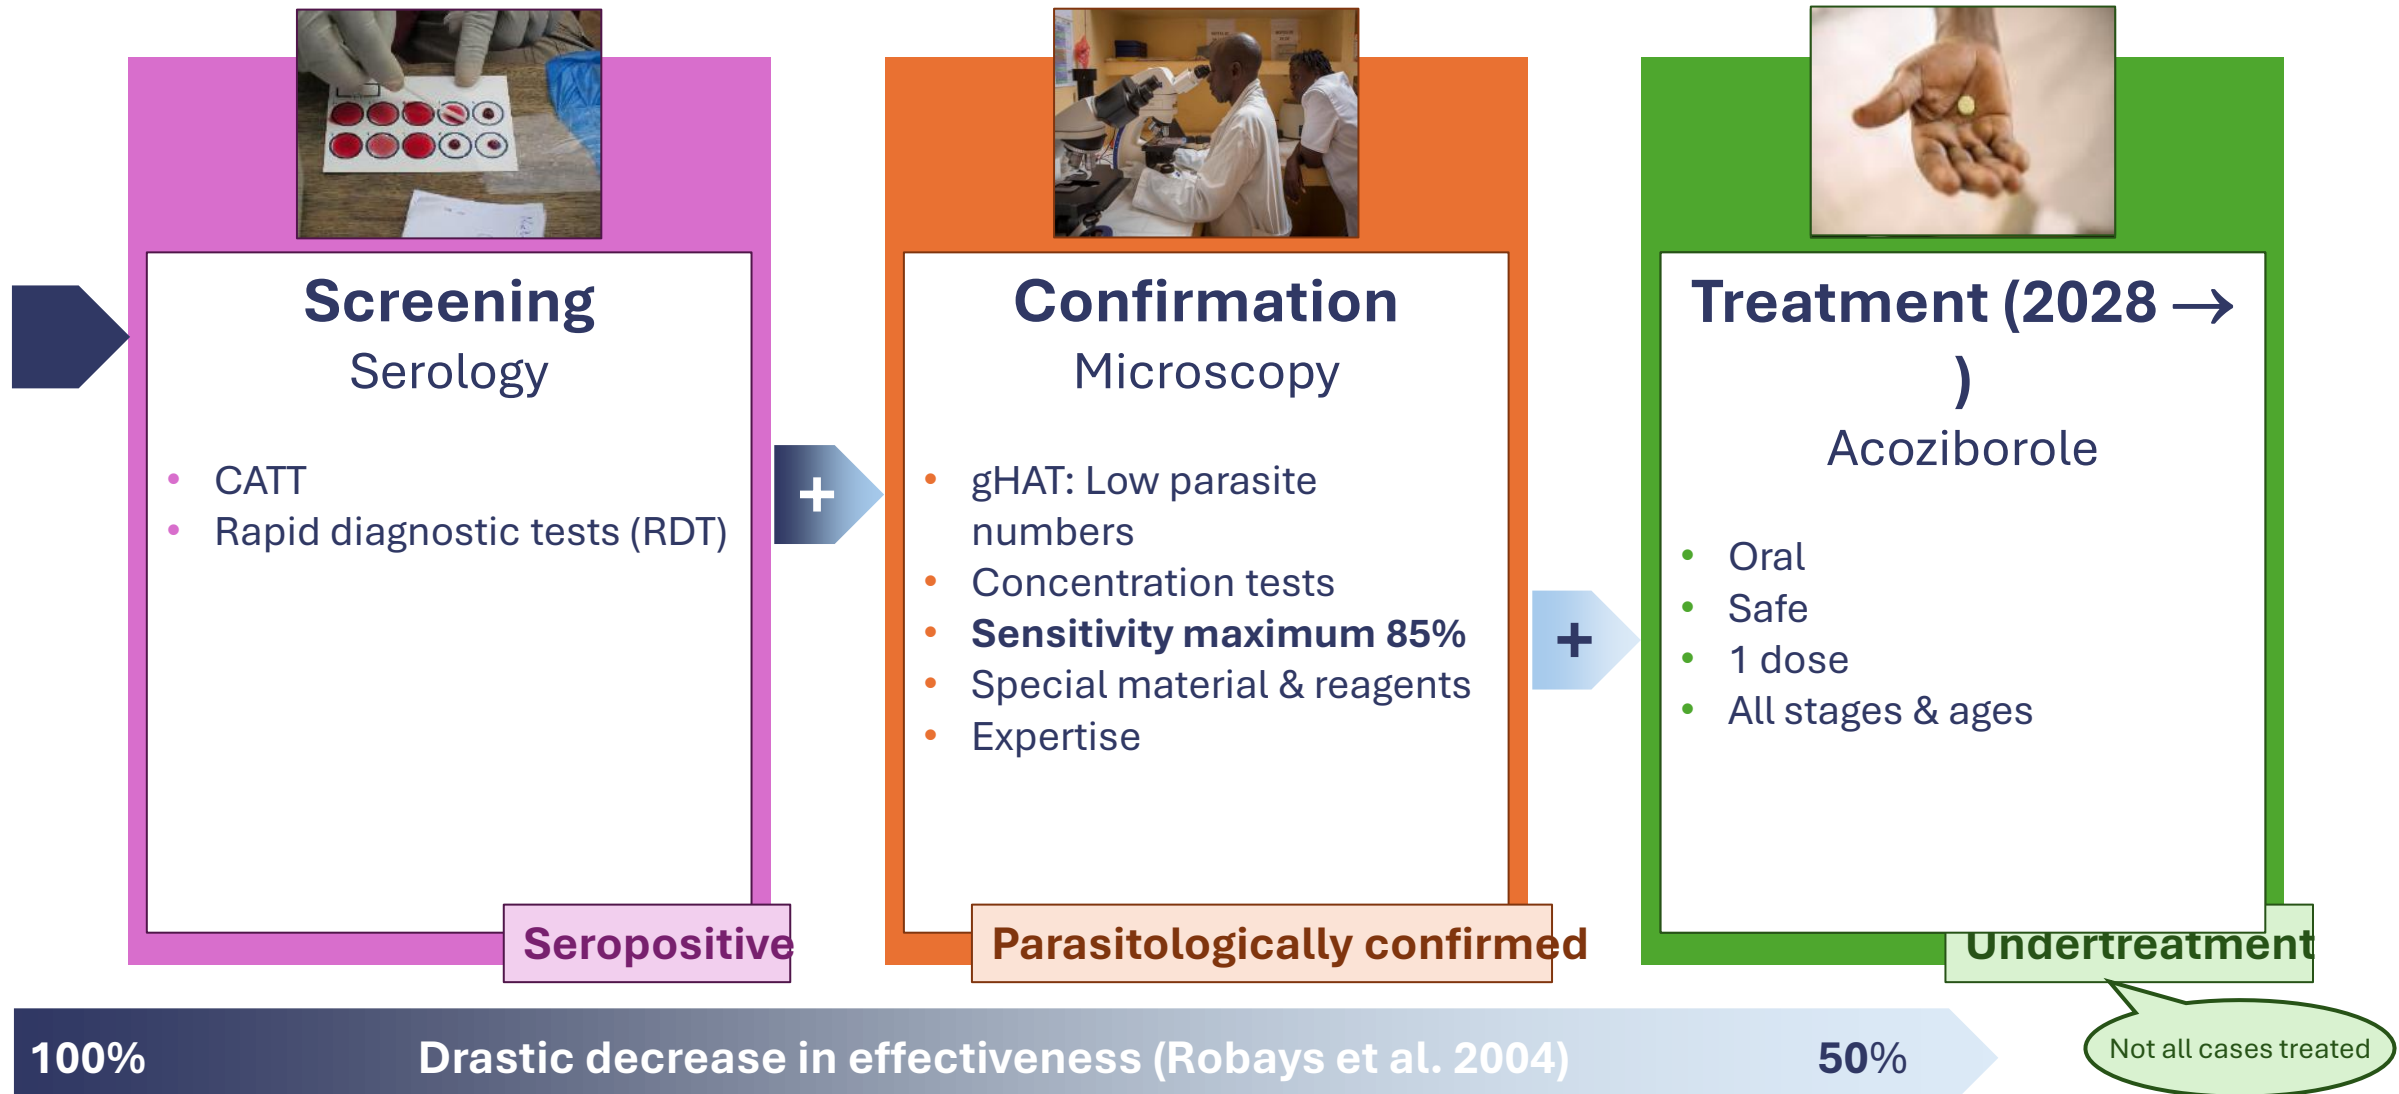 Screening
Serology
• CATT
• Rapid diagnostic tests (RDT)
Seropositive
+
Confirmation
Microscopy
• gHAT: Low parasite
numbers
• Concentration tests
• Sensitivity maximum 85%
• Special material & reagents
• Expertise
Parasitologically confirmed
+
Treatment (2028 →
)
Acoziborole
• Oral
• Safe
• 1 dose
• All stages & ages
Undertreatment
Not all cases treated
100% Drastic decrease in effectiveness (Robays et al. 2004) 50%